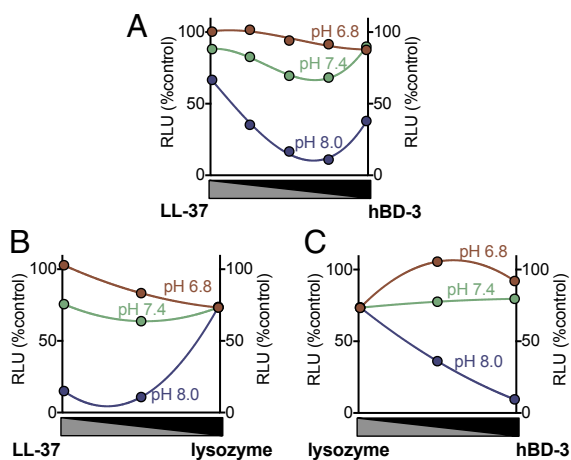 A
100
50
0
RLU (%control)
pH 6.8
pH 7.4
pH 8.0
100
50
0
RLU (%control)
LL-37
hBD-3
B
100
50
0
RLU (%control)
pH 6.8
pH 7.4
pH 8.0
100
50
0
RLU (%control)
LL-37
lysozyme
C
100
50
0
RLU (%control)
pH 6.8
pH 7.4
pH 8.0
100
50
0
RLU (%control)
lysozyme
hBD-3